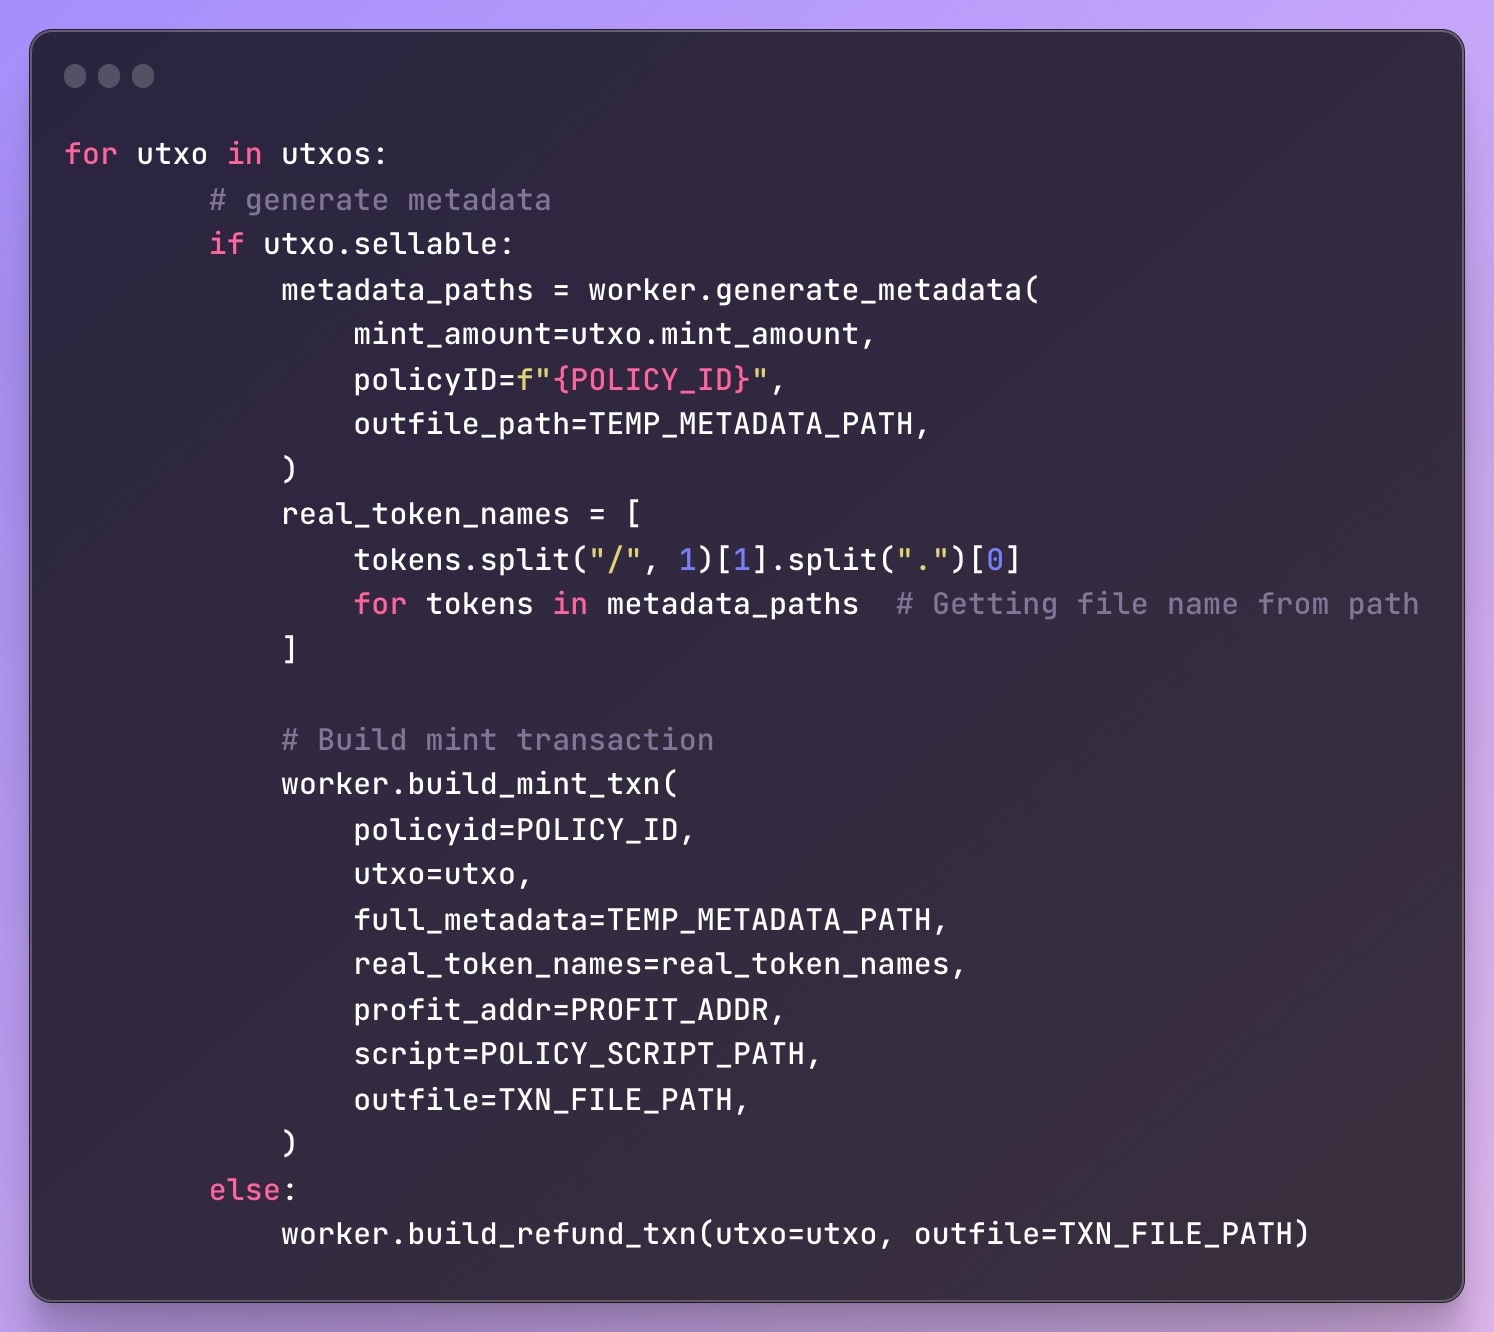 for utxo in utxos:
        # generate metadata
        if utxo.sellable:
            metadata_paths = worker.generate_metadata(
                mint_amount=utxo.mint_amount,
                policyID=f"{POLICY_ID}",
                outfile_path=TEMP_METADATA_PATH,
            )
            real_token_names = [
                tokens.split("/", 1)[1].split(".")[0]
                for tokens in metadata_paths  # Getting file name from path
            ]

            # Build mint transaction
            worker.build_mint_txn(
                policyid=POLICY_ID,
                utxo=utxo,
                full_metadata=TEMP_METADATA_PATH,
                real_token_names=real_token_names,
                profit_addr=PROFIT_ADDR,
                script=POLICY_SCRIPT_PATH,
                outfile=TXN_FILE_PATH,
            )
        else:
            worker.build_refund_txn(utxo=utxo, outfile=TXN_FILE_PATH)